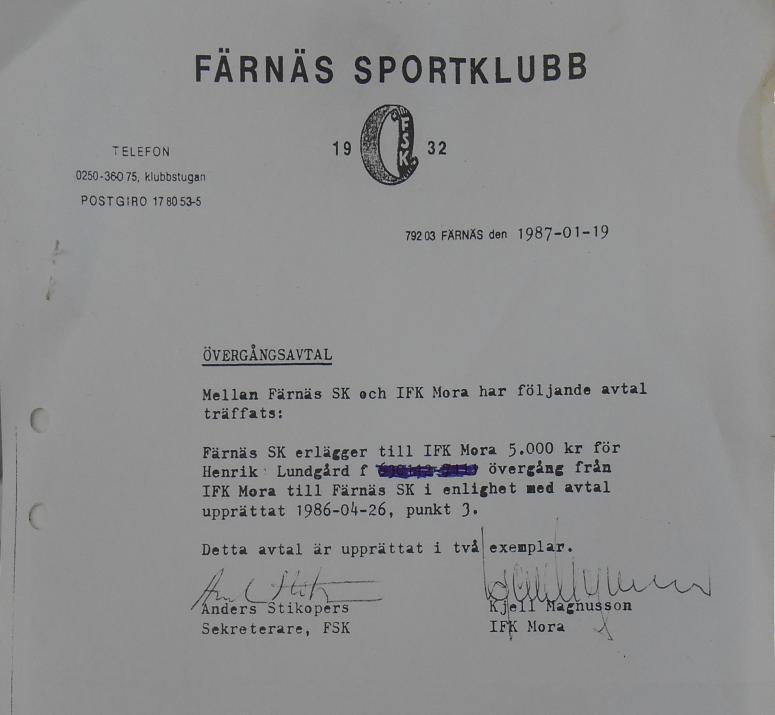 FÄRNÄS SPORTKLUBB
19 FSK 32
TELEFON
0250-360 75, klubbstugan
POSTGIRO 17 80 53-5
792 03 FÄRNÄS den 1987-01-19
ÖVERGÅNGSAVTAL
Mellan Färnäs SK och IFK Mora har följande avtal
träffats:
Färnäs SK erlägger till IFK Mora 5.000 kr för
Henrik Lundgård f övergång från
IFK Mora till Färnäs SK i enlighet med avtal
upprättat 1986-04-26, punkt 3.
Detta avtal är upprättat i två exemplar.
Anders Stikopers Kjell Magnusson
Sekreterare, FSK IFK Mora